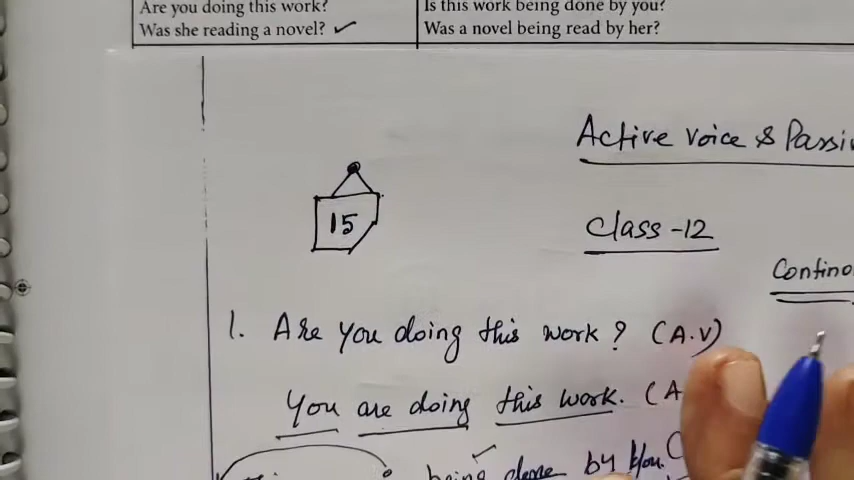 Are you doing this work? Is this work being done by you?
Was she reading a novel? Was a novel being read by her?
Active voice & Passi
15
Class -12
Contino
1. Are you doing this work? (A.V)
You are doing this work. (A.
being done by you. (